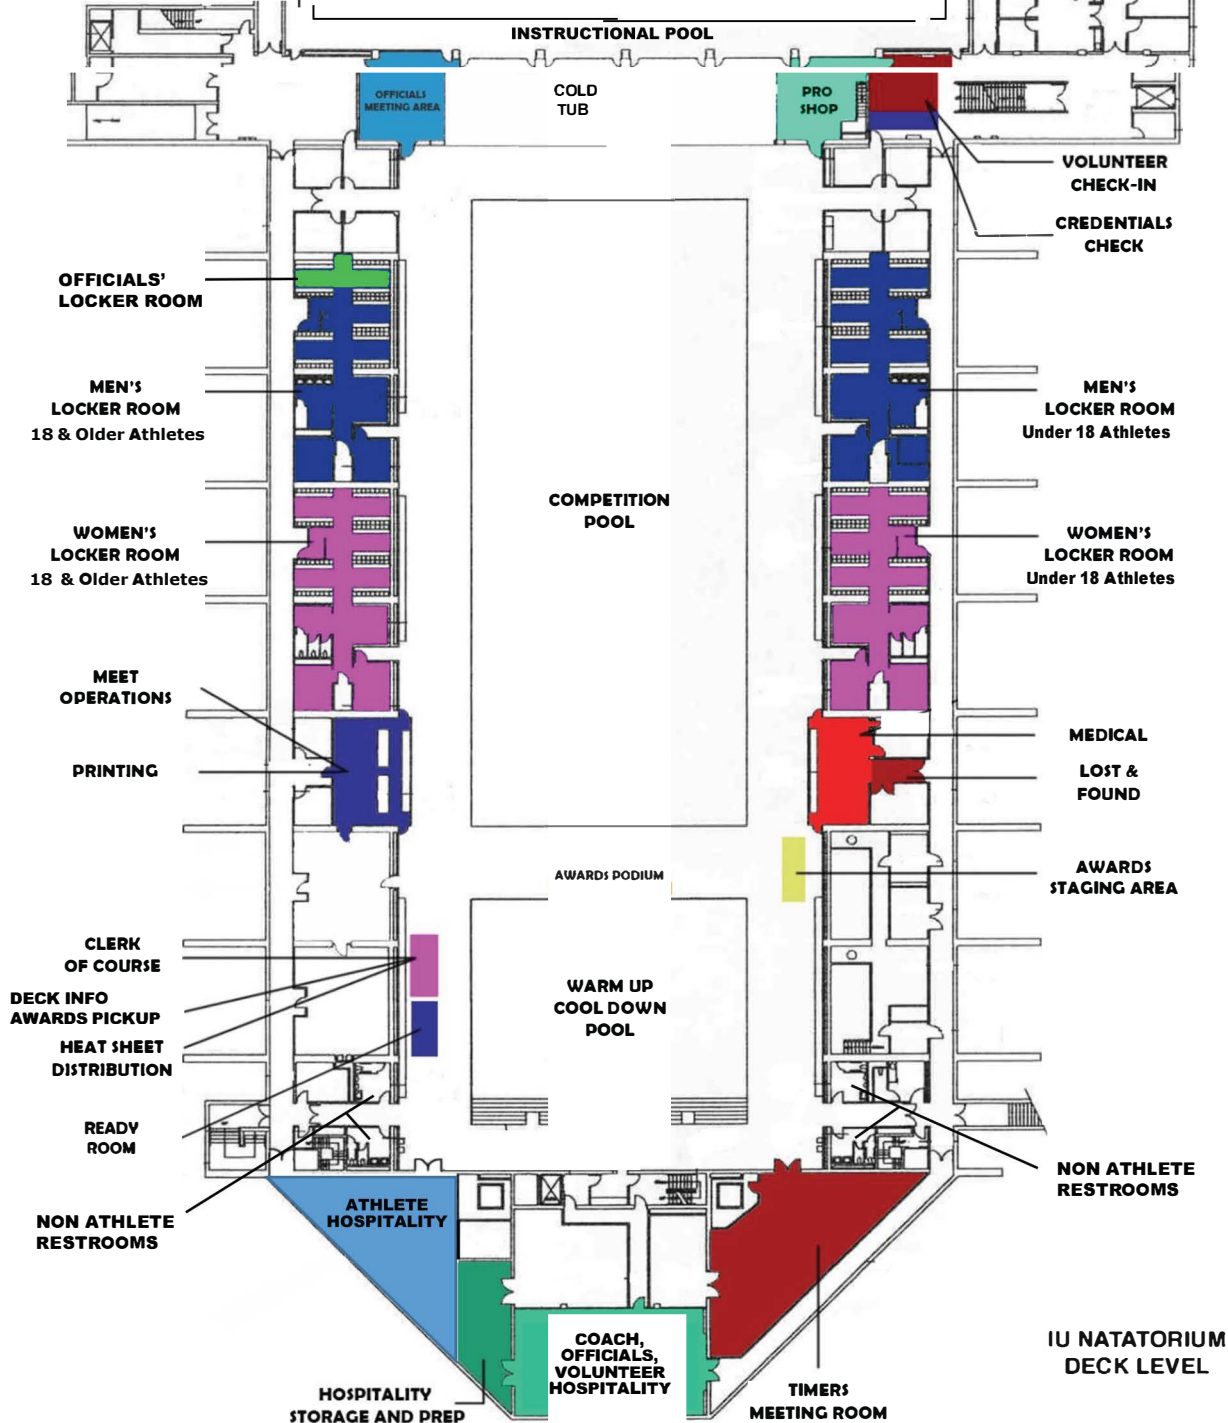 INSTRUCTIONAL POOL
OFFICIALS
MEETING AREA
COLD
TUB
PRO
SHOP
VOLUNTEER
CHECK-IN
CREDENTIALS
CHECK
OFFICIALS'
LOCKER ROOM
MEN'S
LOCKER ROOM
18 & Older Athletes
MEN'S
LOCKER ROOM
Under 18 Athletes
COMPETITION
POOL
WOMEN'S
LOCKER ROOM
18 & Older Athletes
WOMEN'S
LOCKER ROOM
Under 18 Athletes
MEET
OPERATIONS
PRINTING
MEDICAL
LOST &
FOUND
AWARDS PODIUM
AWARDS
STAGING AREA
CLERK
OF COURSE
DECK INFO
AWARDS PICKUP
HEAT SHEET
DISTRIBUTION
WARM UP
COOL DOWN
POOL
READY
ROOM
NON ATHLETE
RESTROOMS
NON ATHLETE
RESTROOMS
ATHLETE
HOSPITALITY
COACH,
OFFICIALS,
VOLUNTEER
HOSPITALITY
HOSPITALITY
STORAGE AND PREP
TIMERS
MEETING ROOM
IU NATATORIUM
DECK LEVEL